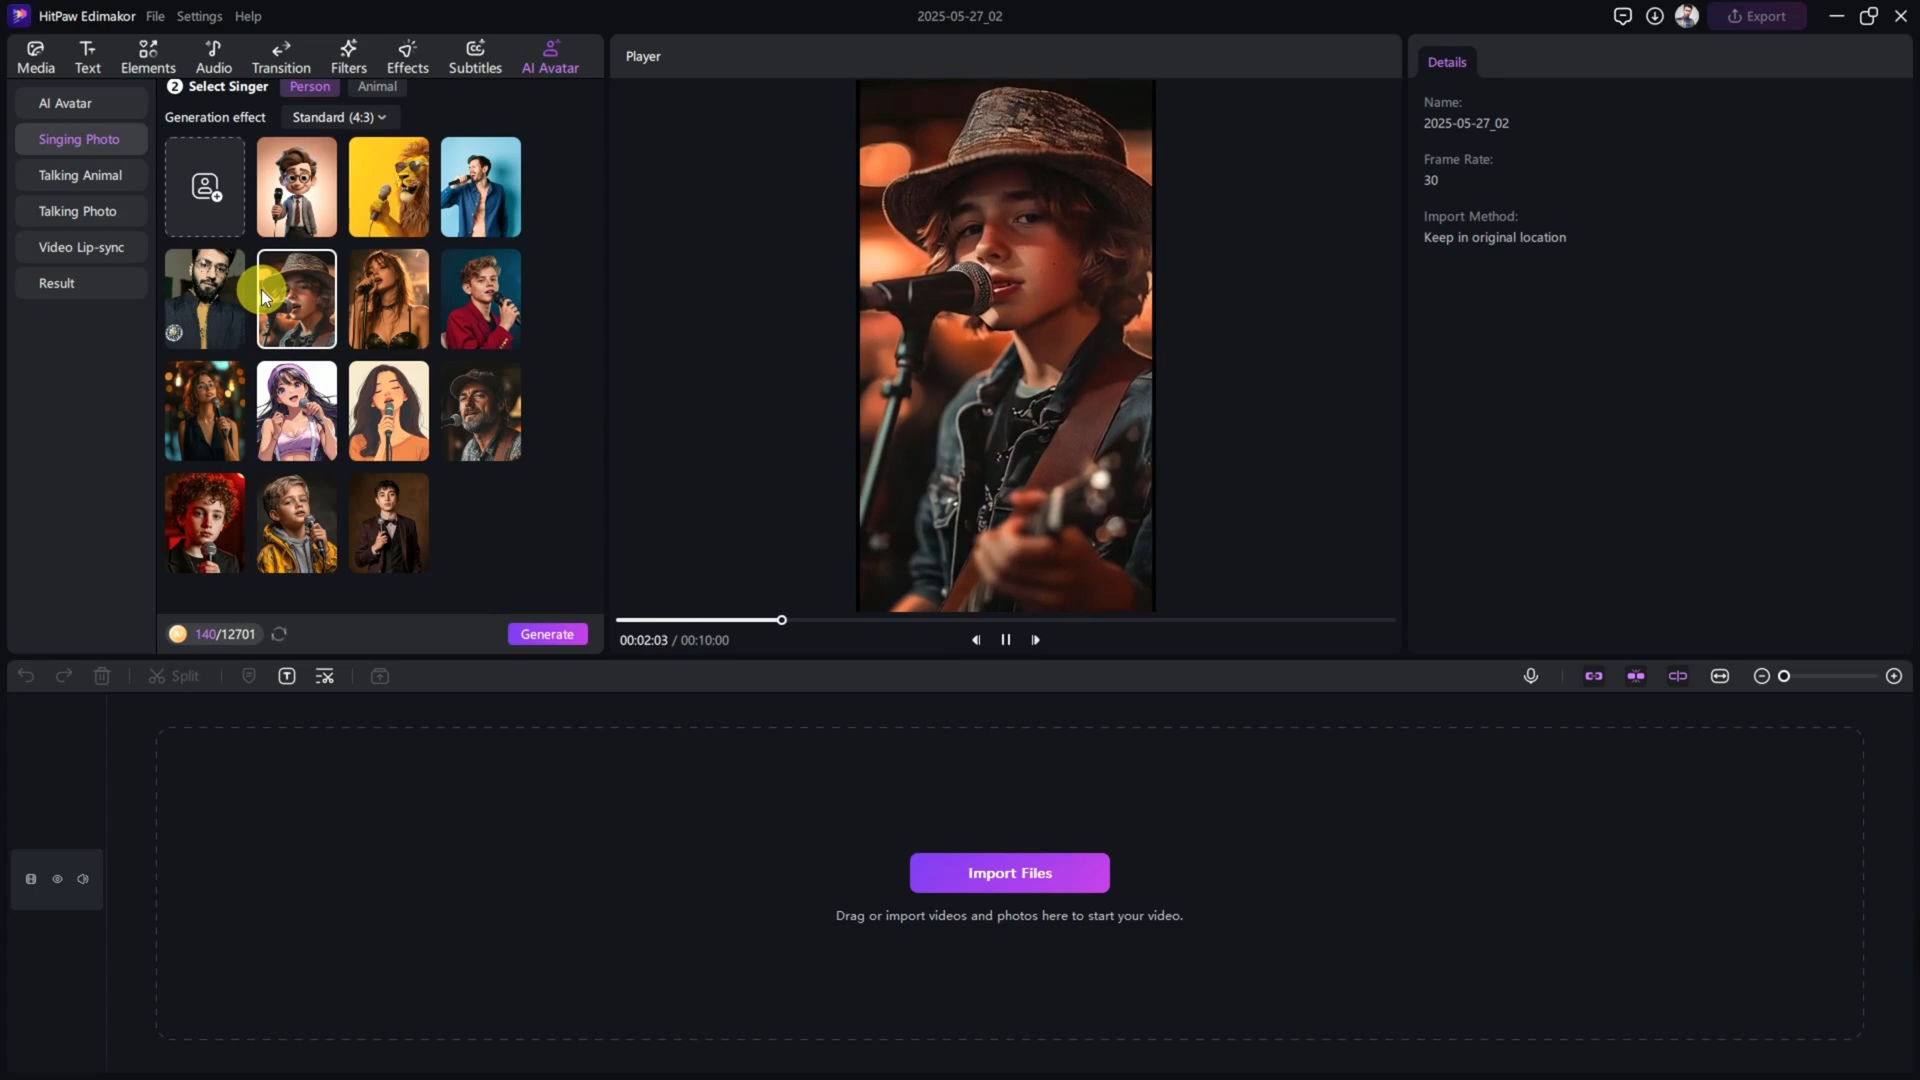 HitPaw Edimakor File Settings Help
2025-05-27_02
Export
Media Text Elements Audio Transition Filters Effects Subtitles AI Avatar
AI Avatar
Singing Photo
Talking Animal
Talking Photo
Video Lip-sync
Result
2 Select Singer Person Animal
Generation effect Standard (4:3)
140/12701
Generate
Player
00:02:03 / 00:10:00
Details
Name:
2025-05-27_02
Frame Rate:
30
Import Method:
Keep in original location
Split
Import Files
Drag or import videos and photos here to start your video.